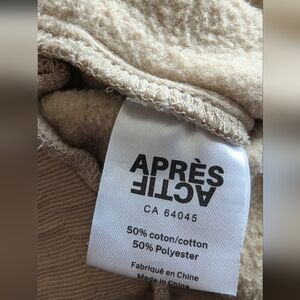 APRÈS
ACTIF
CA 64045
50% coton/cotton
50% Polyester
Fabriqué en Chine
Made in China